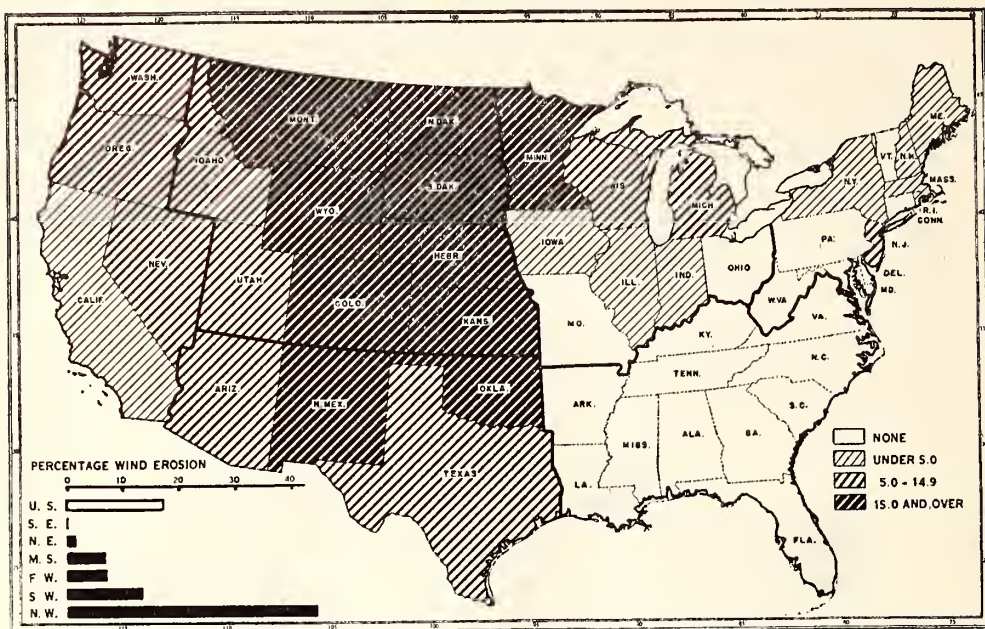 WASH.
MONT.
N. DAK.
MINN.
ME.
OREG.
IDAHO
S. DAK.
WIS.
MICH.
VT.
N.H.
N.Y.
MASS.
R.I.
CONN.
WYO.
IOWA
NEBR.
PA.
N.J.
OHIO
DEL.
MD.
NEV.
UTAH
COLO.
KANS.
ILL.
IND.
W.VA
VA.
CALIF.
MO.
KY.
N.C.
TENN.
ARIZ.
N.MEX.
OKLA.
ARK.
S.C.
MISS.
ALA.
GA.
TEXAS
LA.
FLA.
NONE
UNDER 5.0
5.0 - 14.9
15.0 AND OVER
PERCENTAGE WIND EROSION
0 10 20 30 40
U. S.
S. E.
N. E.
M. S.
F W.
S W.
N. W.